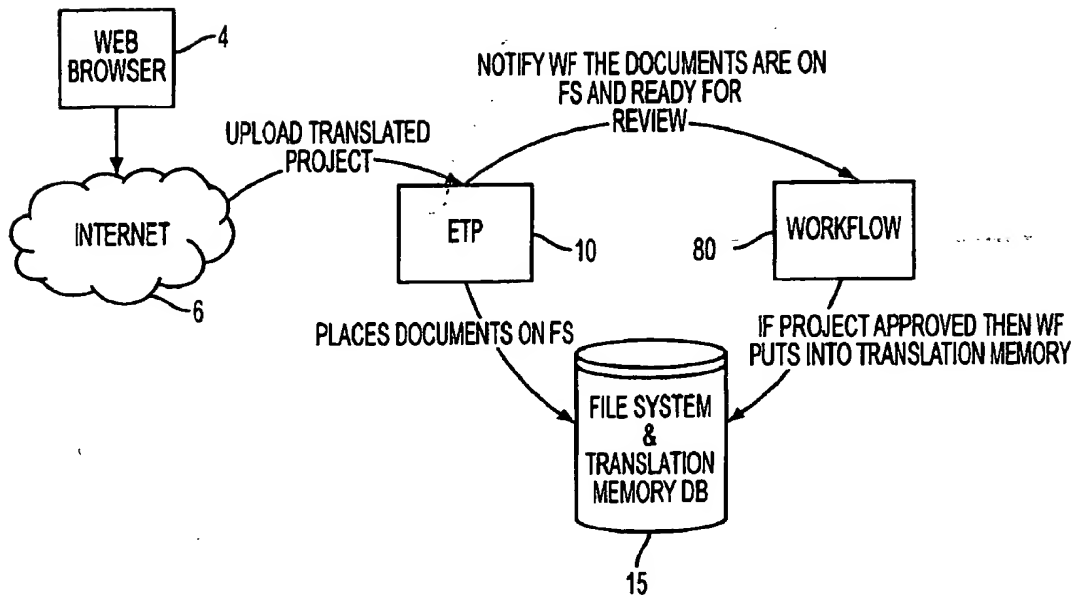 WEB
BROWSER
4
INTERNET
6
UPLOAD TRANSLATED
PROJECT
NOTIFY WF THE DOCUMENTS ARE ON
FS AND READY FOR
REVIEW
ETP
10
80
WORKFLOW
PLACES DOCUMENTS ON FS
IF PROJECT APPROVED THEN WF
PUTS INTO TRANSLATION MEMORY
FILE SYSTEM
&
TRANSLATION
MEMORY DB
15